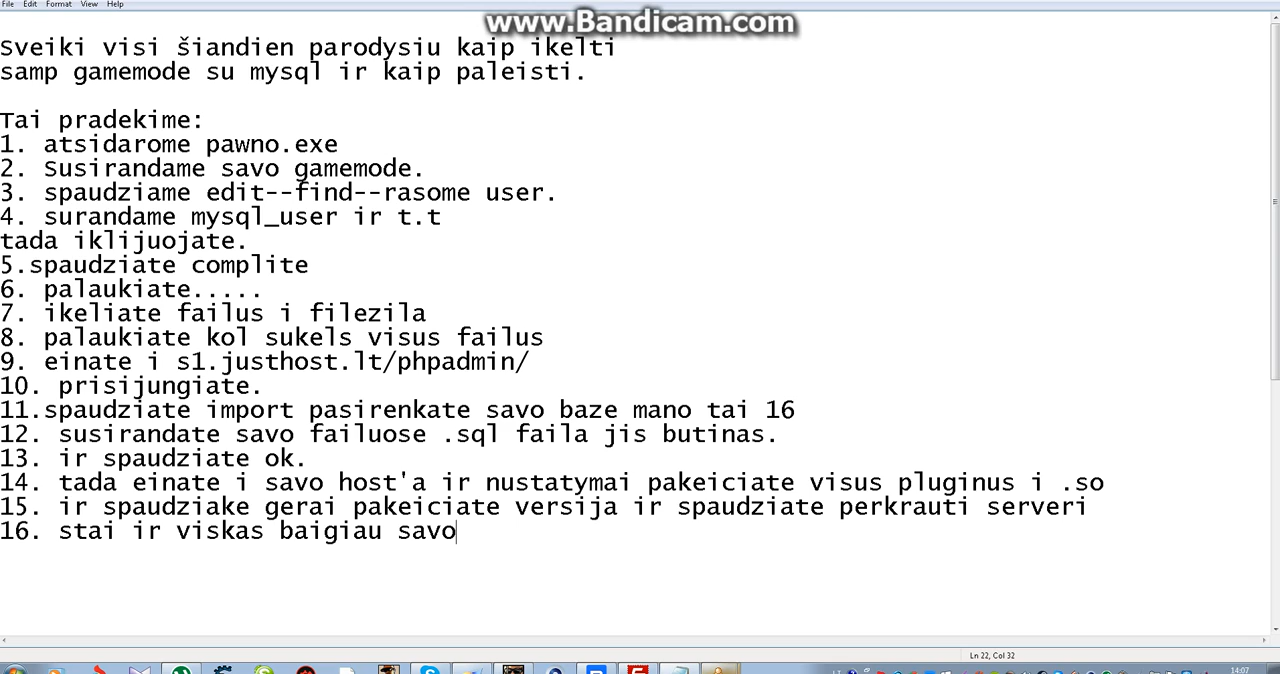 File Edit Format View Help
www.Bandicam.com
Sveiki visi šiandien parodysiu kaip ikelti
samp gamemode su mysql ir kaip paleisti.
Tai pradekime:
1. atsidarome pawno.exe
2. Susirandame savo gamemode.
3. spaudziame edit--find--rasome user.
4. surandame mysql_user ir t.t
tada iklijuojate.
5.spaudziate complite
6. palaukiate.....
7. ikeliate failus i filezila
8. palaukiate kol sukels visus failus
9. einate i s1.justhost.lt/phpadmin/
10. prisijungiate.
11.spaudziate import pasirenkate savo baze mano tai 16
12. susirandate savo failuose .sql faila jis butinas.
13. ir spaudziate ok.
14. tada einate i savo host'a ir nustatymai pakeiciate visus pluginus i .so
15. ir spaudziake gerai pakeiciate versija ir spaudziate perkrauti serveri
16. stai ir viskas baigiau savo
Ln 22, Col 32
14:07